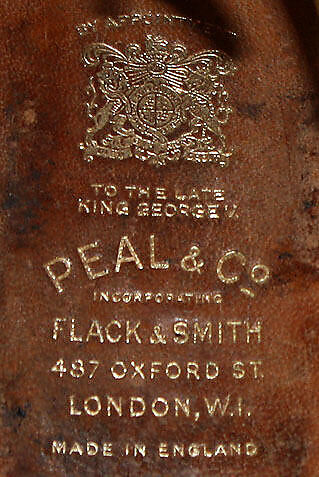 BY APPOINTMENT
TO THE LATE
KING GEORGE V.
PEAL & Co.
INCORPORATING
FLACK & SMITH
487 OXFORD ST.
LONDON, W.1.
MADE IN ENGLAND